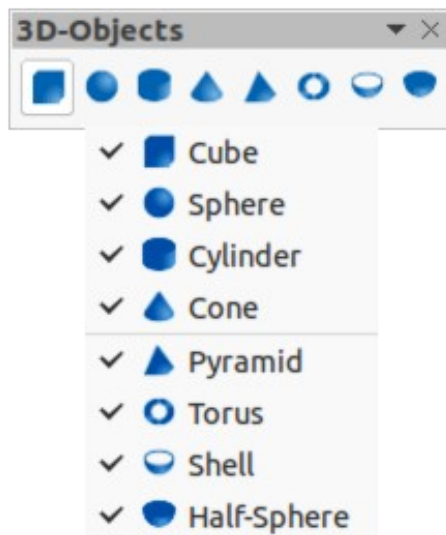 3D-Objects
Cube
Sphere
Cylinder
Cone
Pyramid
Torus
Shell
Half-Sphere